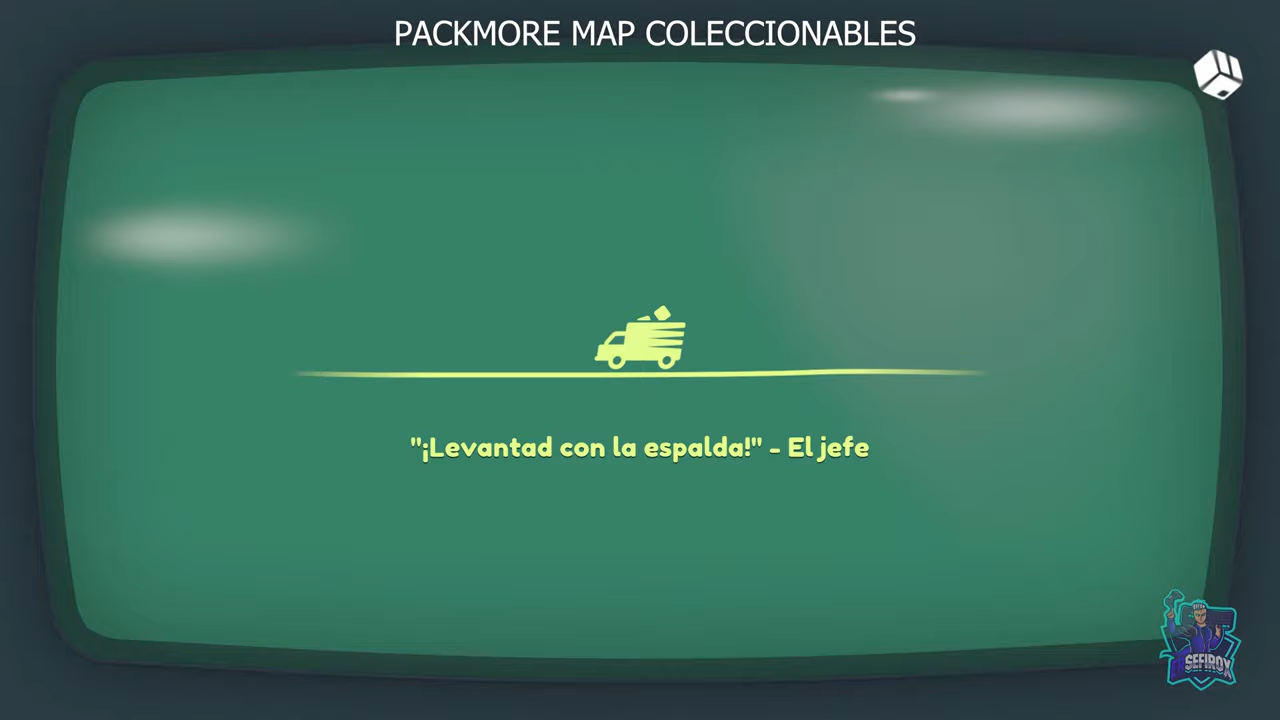 PACKMORE MAP COLECCIONABLES
"¡Levantad con la espalda!" - El jefe
SEFIROX